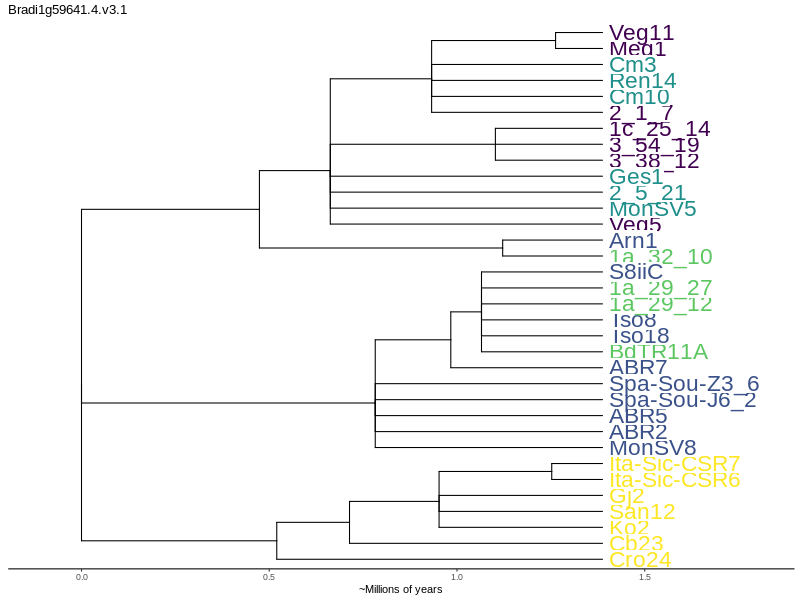 Bradi1g59641.4.v3.1
Veg11
Meg1
Cm3
Ren14
Cm10
2_1_7
1c_25_14
3_54_19
3_38_12
Ges1
2_5_21
MonSV5
Veg5
Arn1
1a_32_10
S8iiC
1a_29_27
1a_29_12
Iso8
Iso18
BdTR11A
ABR7
Spa-Sou-Z3_6
Spa-Sou-J6_2
ABR5
ABR2
MonSV8
Ita-Sic-CSR7
Ita-Sic-CSR6
Gj2
San12
Ko2
Cb23
Cro24
0.0 0.5 1.0 1.5
~Millions of years